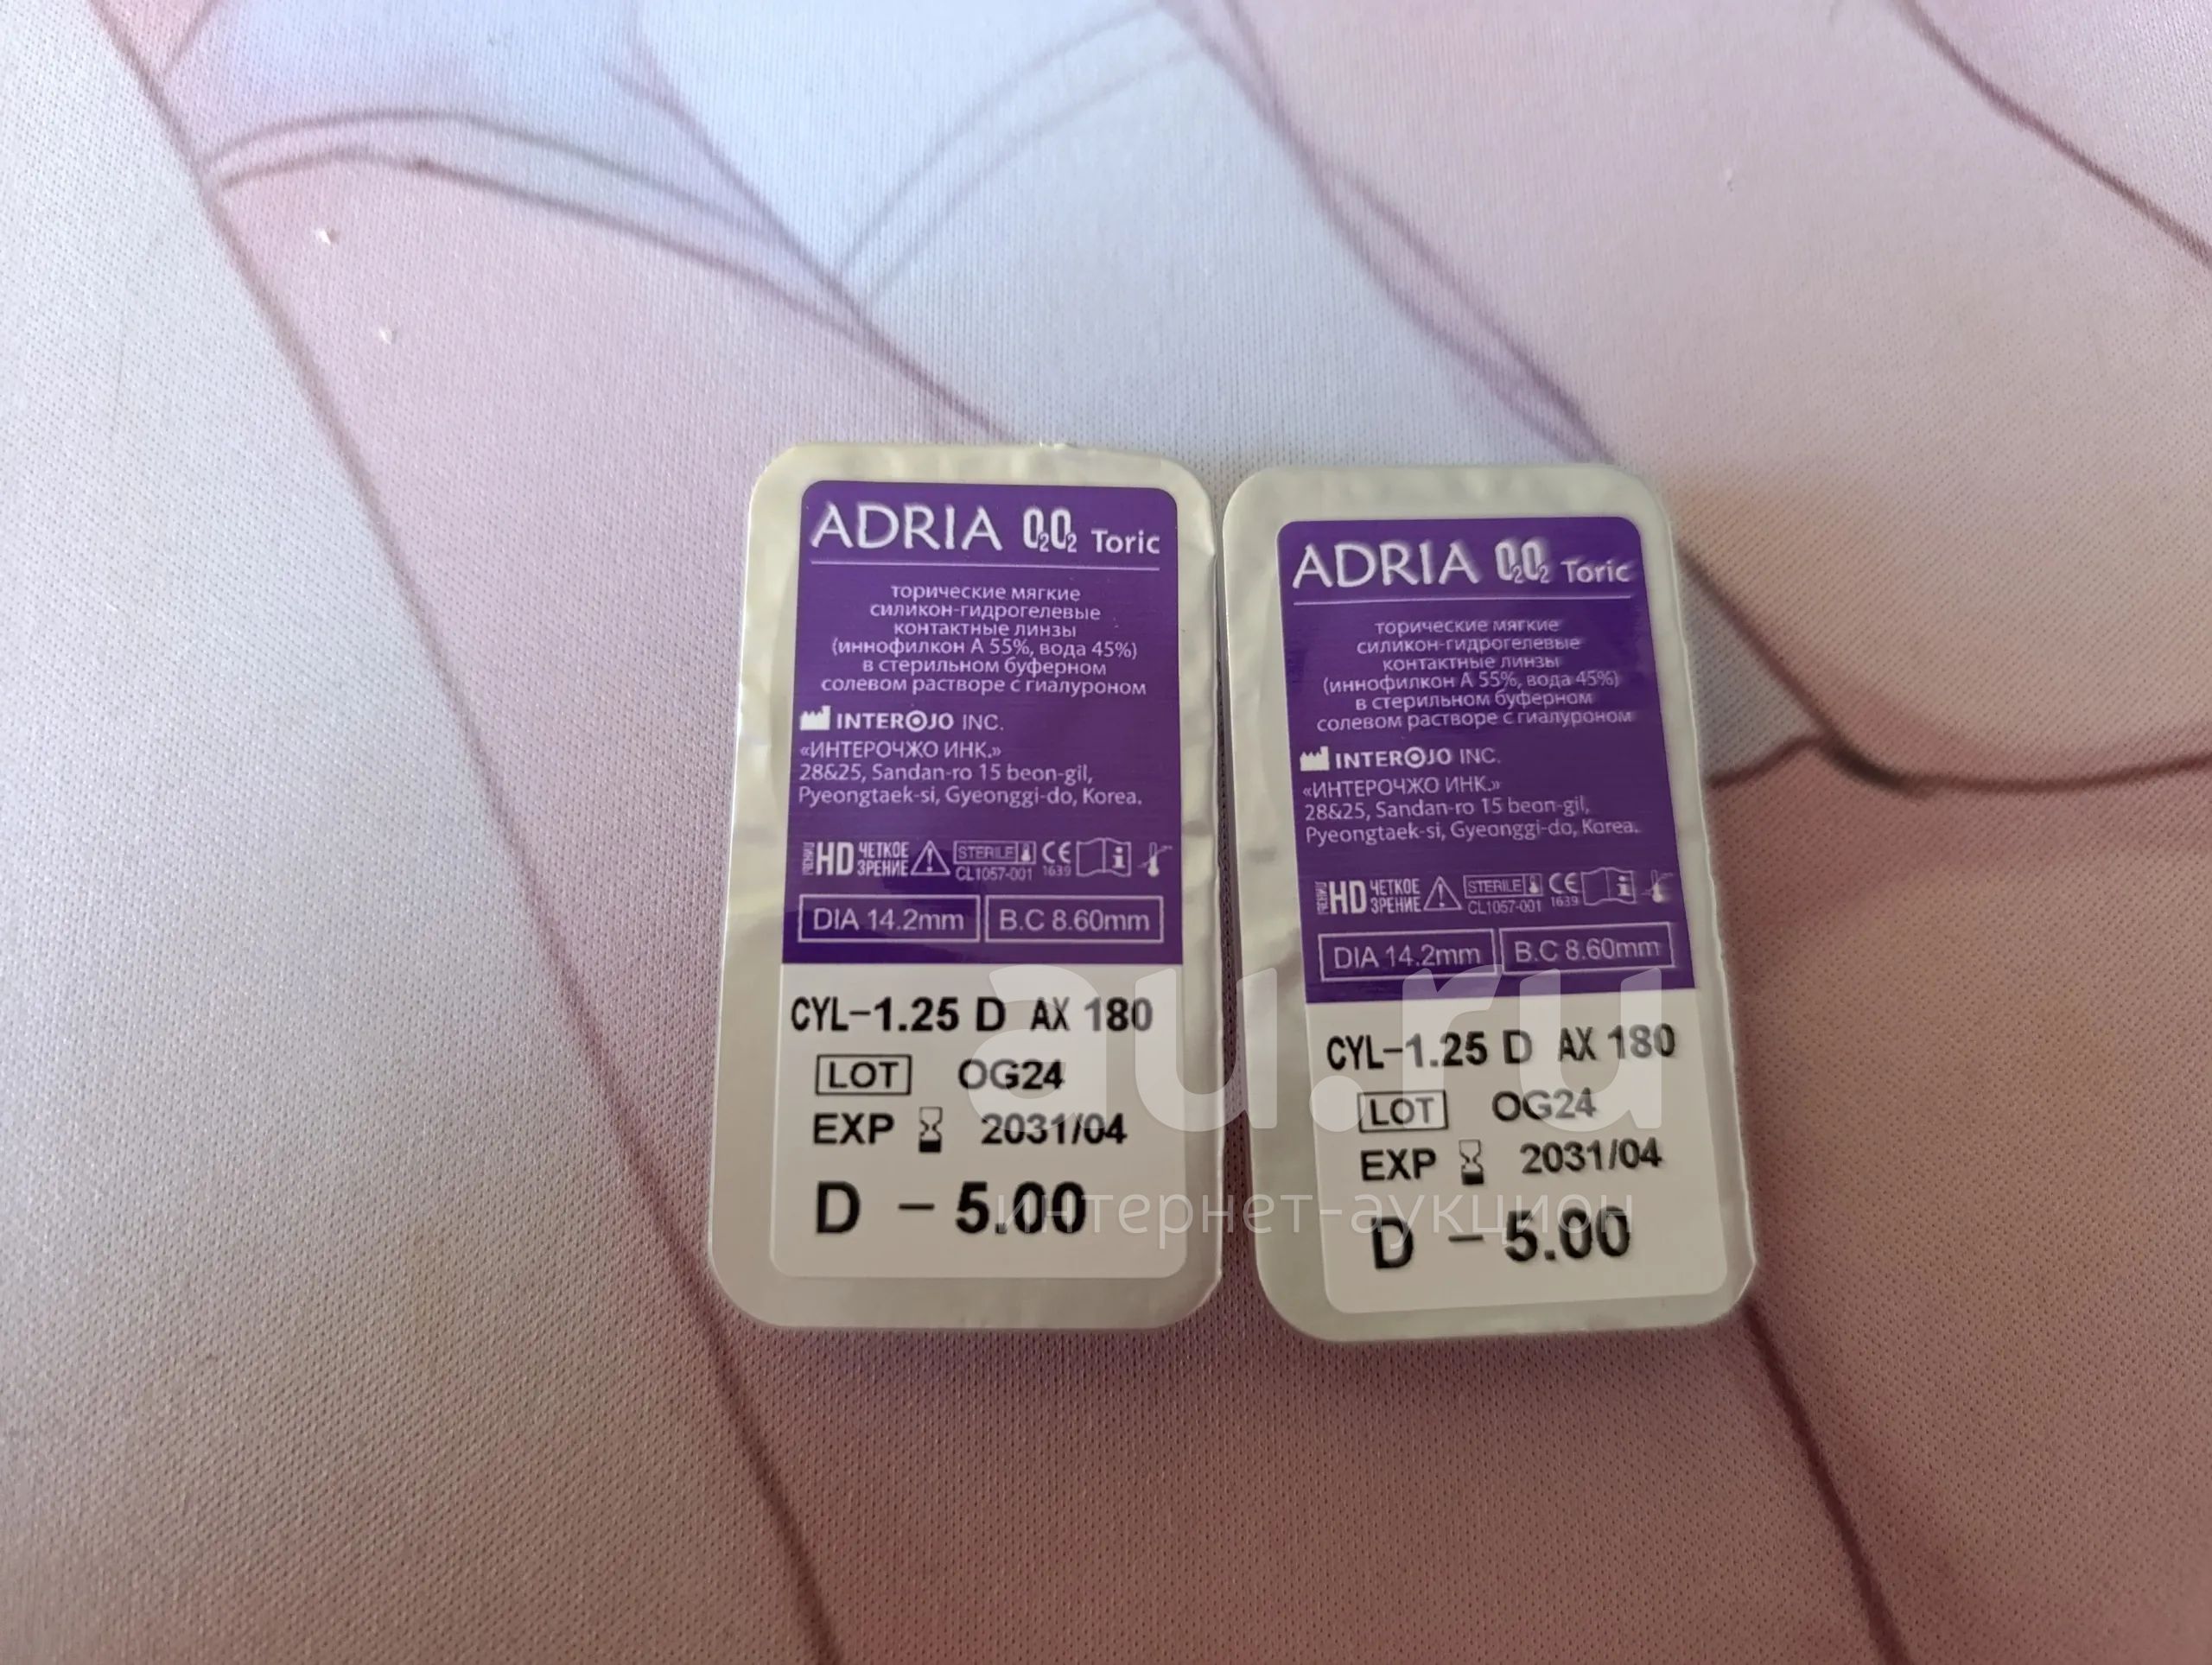 ADRIA O2O2 Toric
торические мягкие
силикон-гидрогелевые
контактные линзы
(иннофилкон А 55%, вода 45%)
в стерильном буферном
солевом растворе с гиалуроном
INTEROJO INC.
«ИНТЕРОЧЖО ИНК.»
28&25, Sandan-ro 15 beon-gil,
Pyeongtaek-si, Gyeonggi-do, Korea.
HD ЧЕТКОЕ ЗРЕНИЕ STERILE CE
CL1057-001 1639
DIA 14.2mm B.C 8.60mm
CYL-1.25 D AX 180
LOT OG24
EXP 2031/04
D - 5.00
ADRIA O2O2 Toric
торические мягкие
силикон-гидрогелевые
контактные линзы
(иннофилкон А 55%, вода 45%)
в стерильном буферном
солевом растворе с гиалуроном
INTEROJO INC.
«ИНТЕРОЧЖО ИНК.»
28&25, Sandan-ro 15 beon-gil,
Pyeongtaek-si, Gyeonggi-do, Korea.
HD ЧЕТКОЕ ЗРЕНИЕ STERILE CE
CL1057-001 1639
DIA 14.2mm B.C 8.60mm
CYL-1.25 D AX 180
LOT OG24
EXP 2031/04
D - 5.00
au.ru
интернет-аукцион